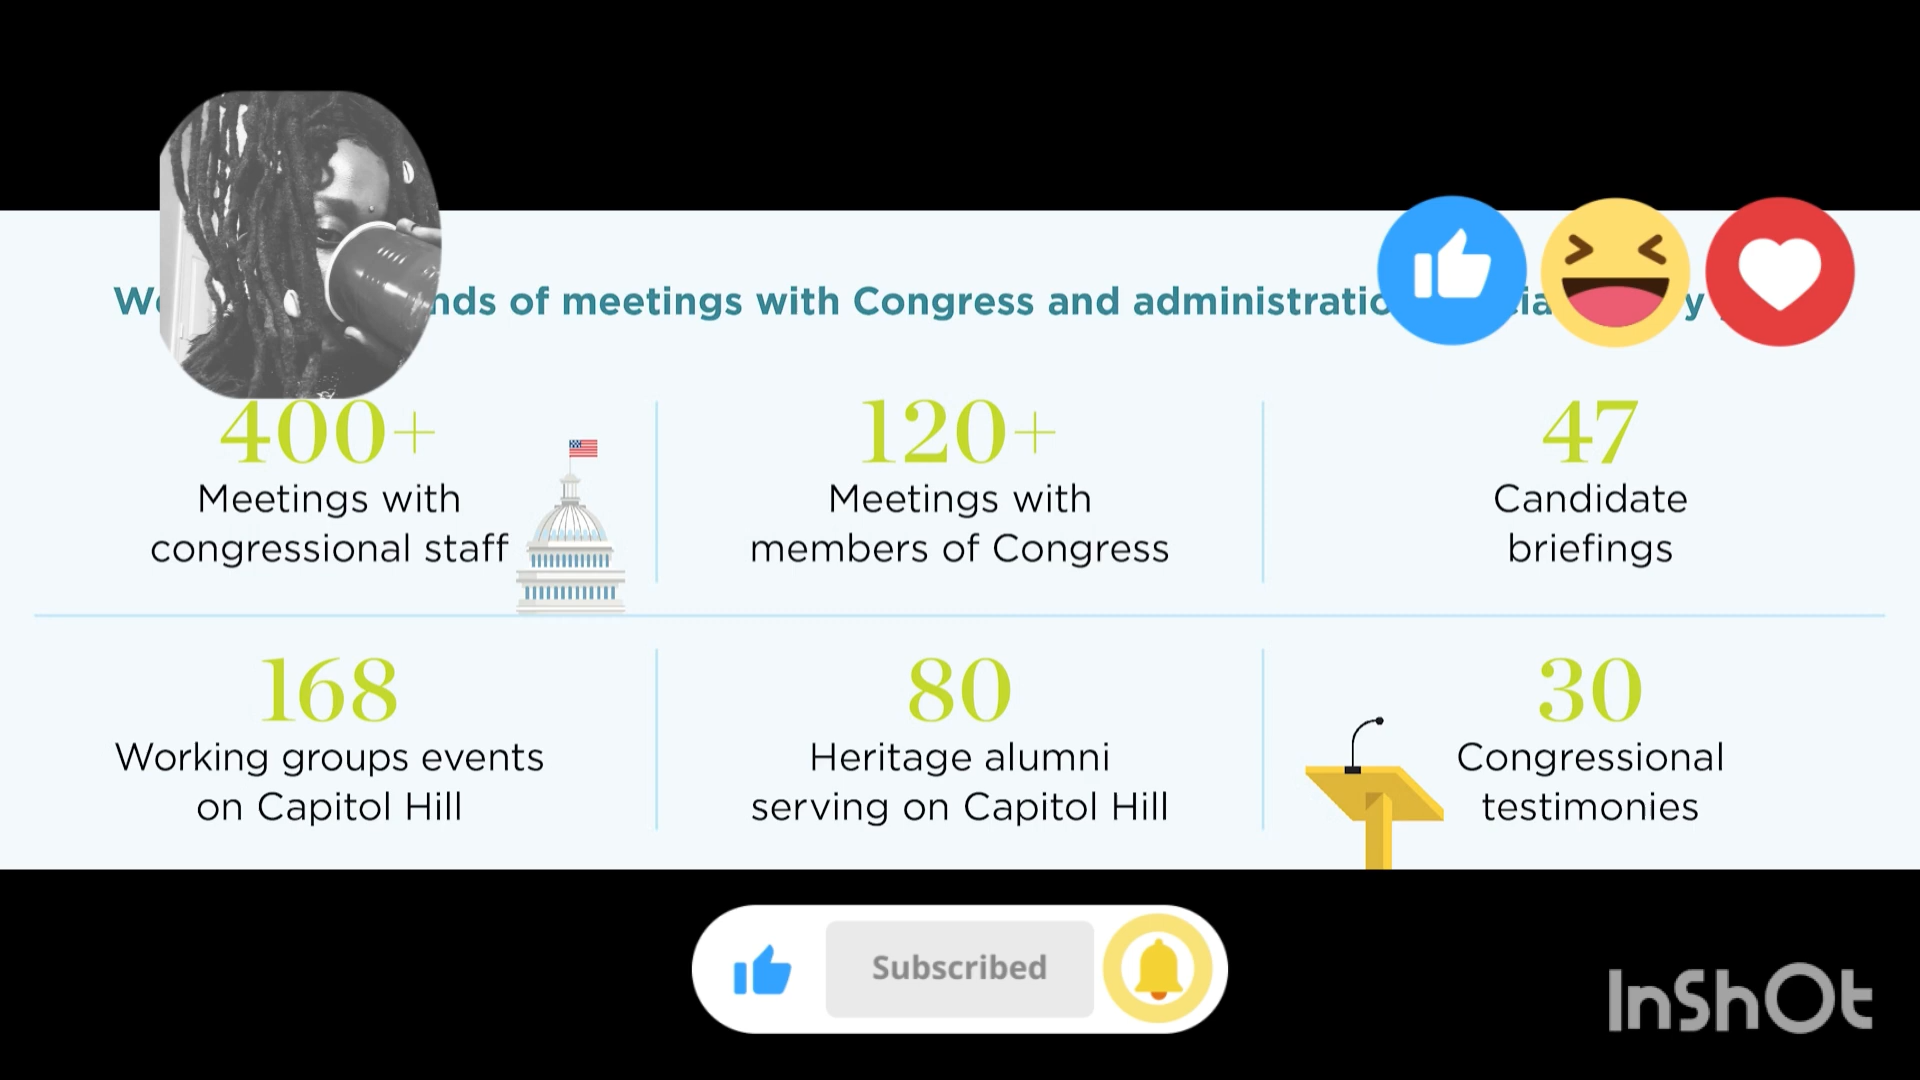 nds of meetings with Congress and administratio
400+
Meetings with
congressional staff
120+
Meetings with
members of Congress
47
Candidate
briefings
168
Working groups events
on Capitol Hill
80
Heritage alumni
serving on Capitol Hill
30
Congressional
testimonies
Subscribed
InShOt